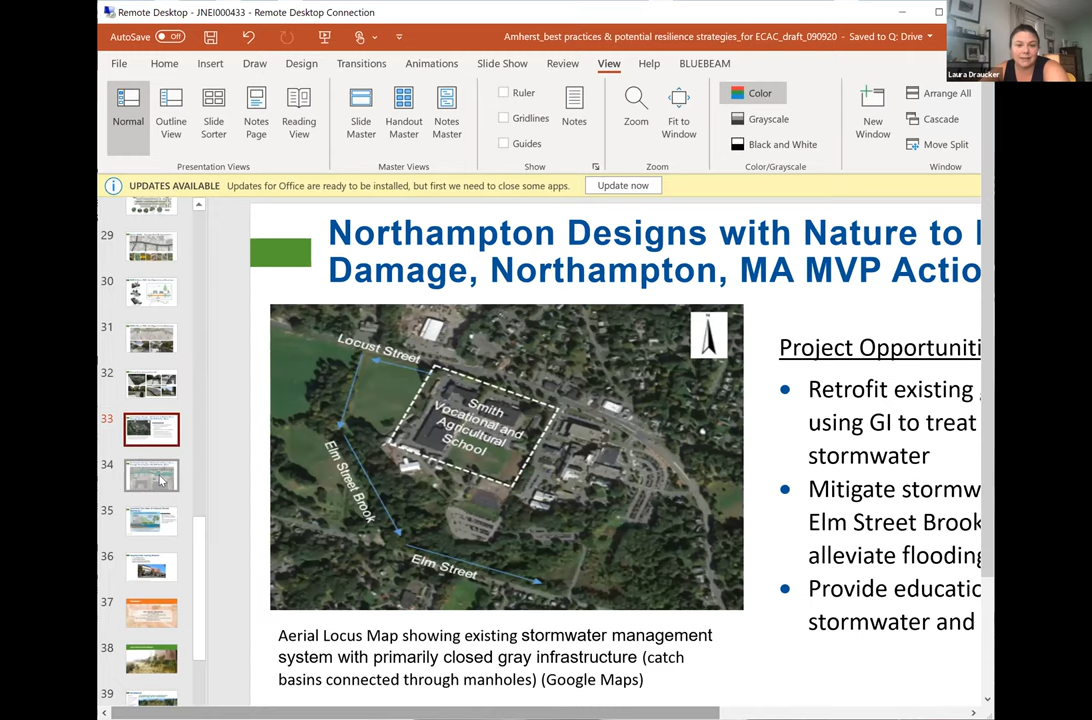 Remote Desktop - JNEI000433 - Remote Desktop Connection
AutoSave Off
Amherst_best practices & potential resilience strategies_for ECAC_draft_090920 - Saved to Q: Drive
Laura Draucker
File Home Insert Draw Design Transitions Animations Slide Show Review View Help BLUEBEAM
Normal
Outline View
Slide Sorter
Notes Page
Reading View
Presentation Views
Slide Master
Handout Master
Notes Master
Master Views
Ruler
Gridlines
Guides
Notes
Show
Zoom
Fit to Window
Zoom
Color
Grayscale
Black and White
Color/Grayscale
New Window
Arrange All
Cascade
Move Split
Window
UPDATES AVAILABLE Updates for Office are ready to be installed, but first we need to close some apps. Update now
29
30
31
32
33
34
35
36
37
38
39
Northampton Designs with Nature to
Damage, Northampton, MA MVP Actio
Locust Street
Smith
Vocational and
Agricultural
School
Elm Street Brook
Elm Street
N
Project Opportuniti
Retrofit existing
using GI to treat
stormwater
Mitigate stormw
Elm Street Brook
alleviate flooding
Provide educatio
stormwater and
Aerial Locus Map showing existing stormwater management
system with primarily closed gray infrastructure (catch
basins connected through manholes) (Google Maps)